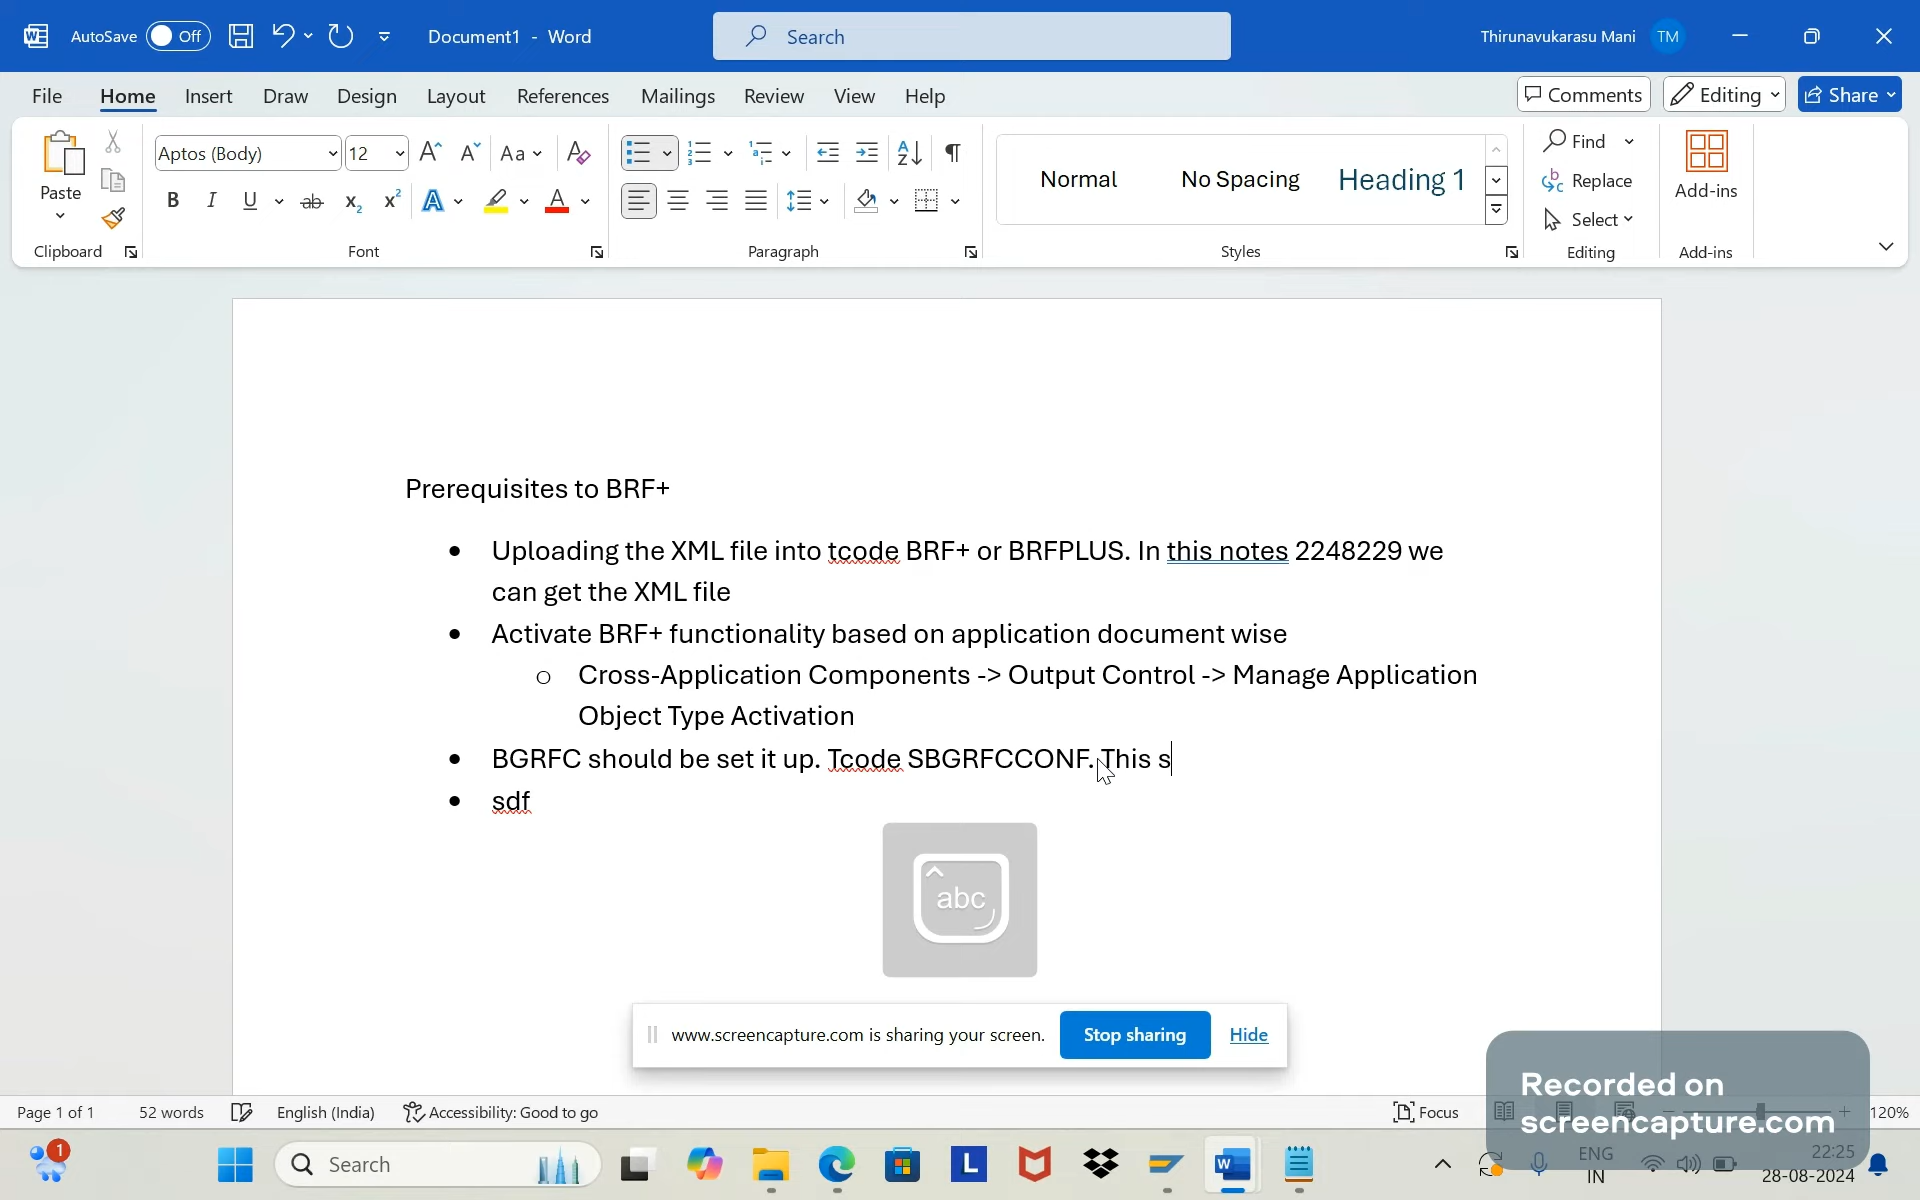 AutoSave Off Document1 - Word Search Thirunavukarasu Mani TM
File Home Insert Draw Design Layout References Mailings Review View Help Comments Editing Share
Paste
Clipboard
Aptos (Body) 12
Font
Paragraph
Normal No Spacing Heading 1
Styles
Find
Replace
Select
Editing
Add-ins
Add-ins
Prerequisites to BRF+
• Uploading the XML file into tcode BRF+ or BRFPLUS. In this notes 2248229 we
can get the XML file
• Activate BRF+ functionality based on application document wise
o Cross-Application Components -> Output Control -> Manage Application
Object Type Activation
• BGRFC should be set it up. Tcode SBGRFCCONF. This s
• sdf
abc
www.screencapture.com is sharing your screen. Stop sharing Hide
Recorded on
screencapture.com
Page 1 of 1 52 words English (India) Accessibility: Good to go Focus 120%
1 Search ENG
IN
22:25
28-08-2024